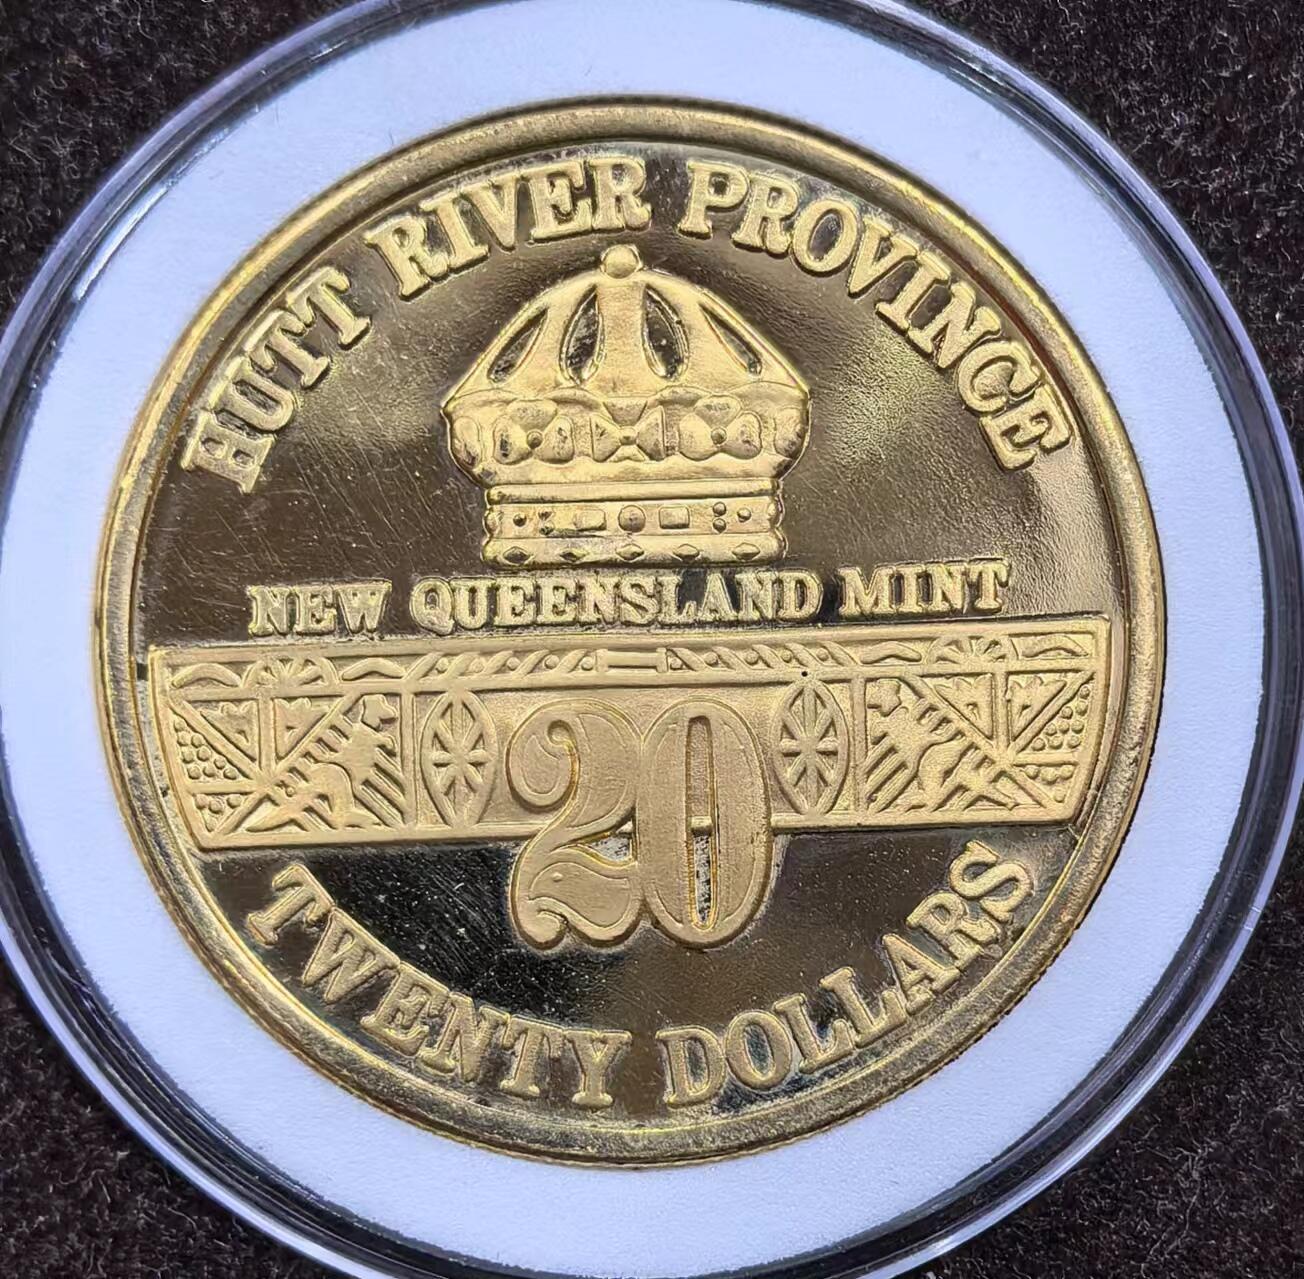 HUTT RIVER PROVINCE
NEW QUEENSLAND MINT
20
TWENTY DOLLARS